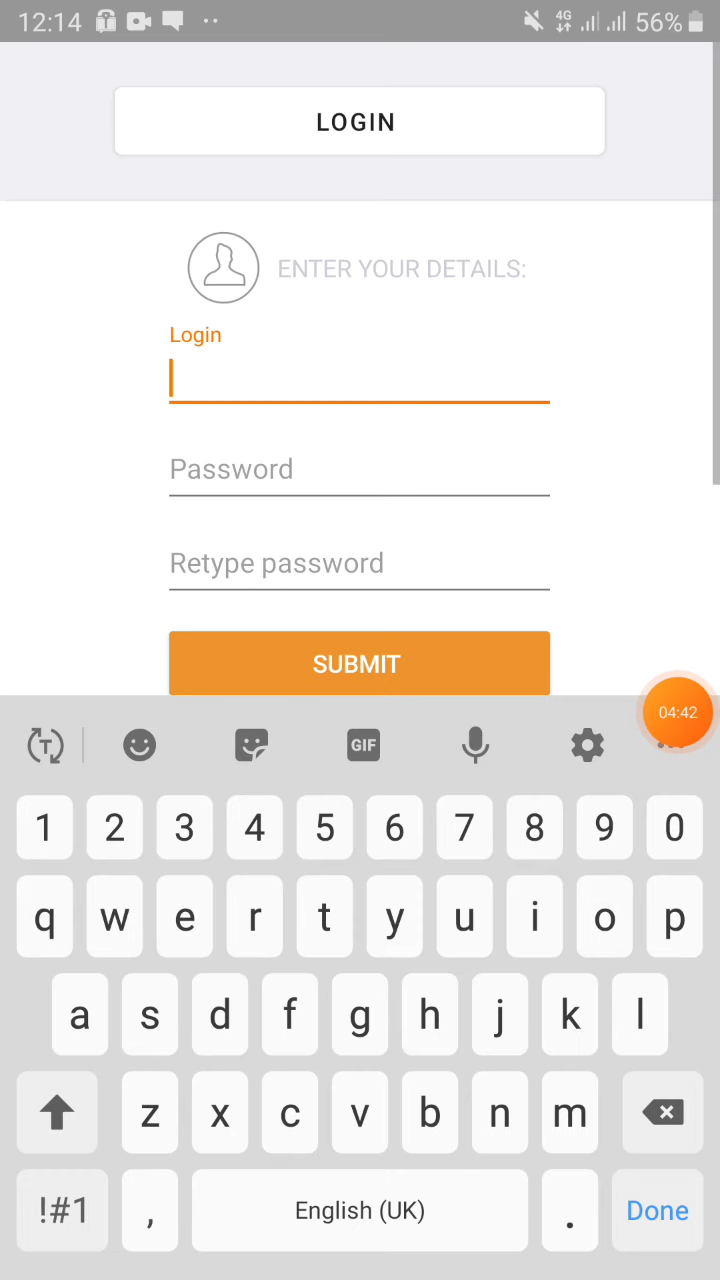 12:14 4G 56%
LOGIN
ENTER YOUR DETAILS:
Login
Password
Retype password
SUBMIT
04:42
T GIF
1 2 3 4 5 6 7 8 9 0
q w e r t y u i o p
a s d f g h j k l
z x c v b n m
!#1 , English (UK) . Done